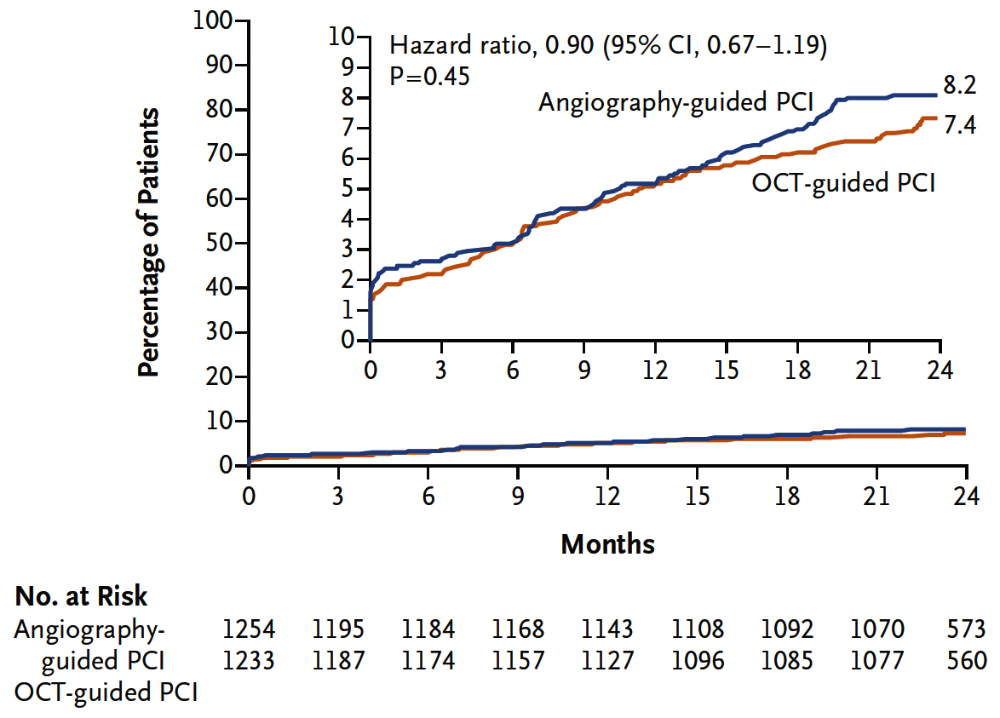 100
90
80
70
60
50
40
30
20
10
0
Percentage of Patients
10
9
8
7
6
5
4
3
2
1
0
Hazard ratio, 0.90 (95% CI, 0.67–1.19)
P=0.45
Angiography-guided PCI
8.2
7.4
OCT-guided PCI
0 3 6 9 12 15 18 21 24
0 3 6 9 12 15 18 21 24
Months
No. at Risk
Angiography- 1254 1195 1184 1168 1143 1108 1092 1070 573
guided PCI 1233 1187 1174 1157 1127 1096 1085 1077 560
OCT-guided PCI